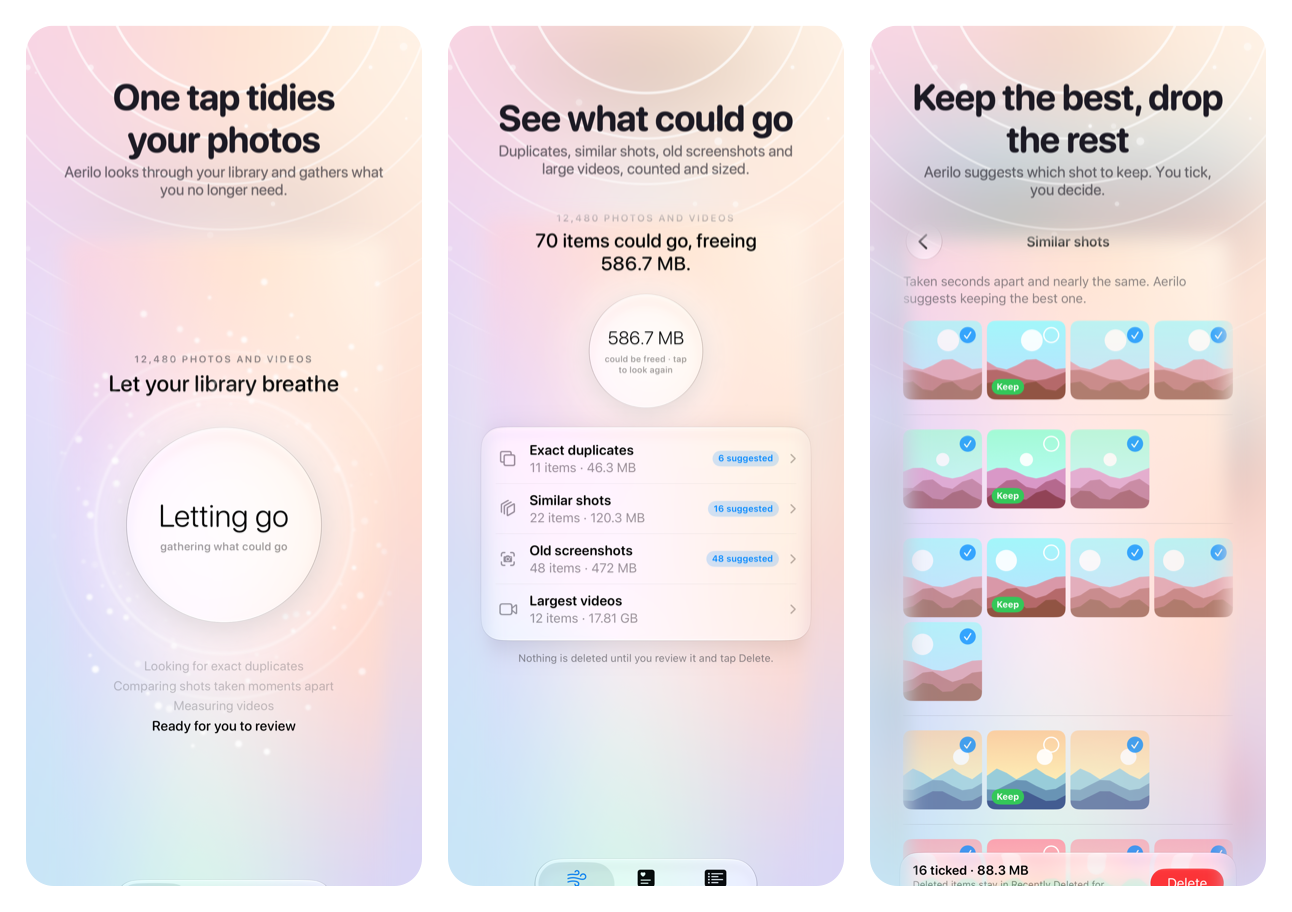 One tap tidies
your photos
Aerilo looks through your library and gathers what
you no longer need.
12,480 PHOTOS AND VIDEOS
Let your library breathe
Letting go
gathering what could go
Looking for exact duplicates
Comparing shots taken moments apart
Measuring videos
Ready for you to review
See what could go
Duplicates, similar shots, old screenshots and
large videos, counted and sized.
12,480 PHOTOS AND VIDEOS
70 items could go, freeing
586.7 MB.
586.7 MB
could be freed · tap
to look again
Exact duplicates
11 items · 46.3 MB
6 suggested
Similar shots
22 items · 120.3 MB
16 suggested
Old screenshots
48 items · 472 MB
48 suggested
Largest videos
12 items · 17.81 GB
Nothing is deleted until you review it and tap Delete.
Keep the best, drop
the rest
Aerilo suggests which shot to keep. You tick,
you decide.
Similar shots
Taken seconds apart and nearly the same. Aerilo
suggests keeping the best one.
Keep
Keep
Keep
Keep
16 ticked · 88.3 MB
Deleted items stay in Recently Deleted for
Delete